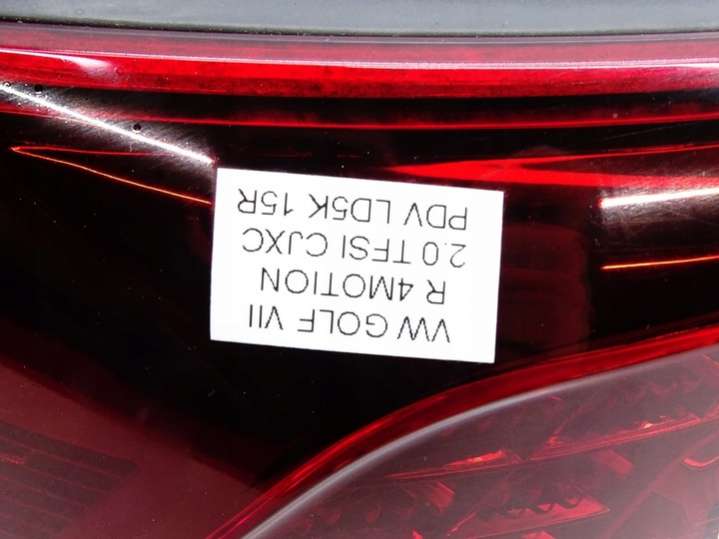 VW GOLF VII
R 4MOTION
2.0 TFSI CJXC
PDV LD5K 15R